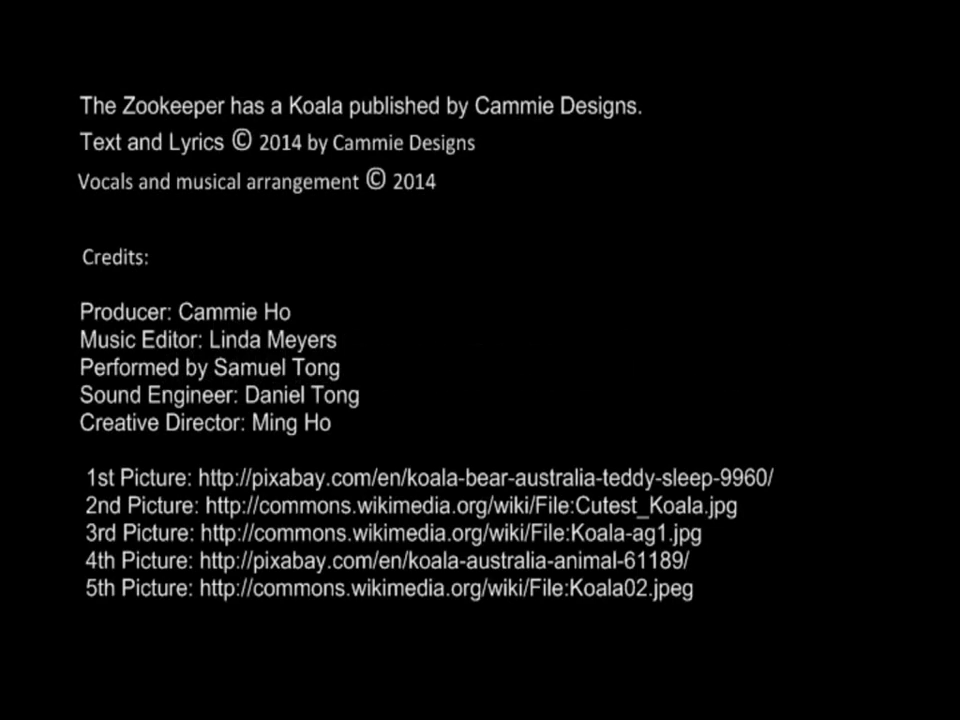 The Zookeeper has a Koala published by Cammie Designs.
Text and Lyrics © 2014 by Cammie Designs
Vocals and musical arrangement © 2014
Credits:
Producer: Cammie Ho
Music Editor: Linda Meyers
Performed by Samuel Tong
Sound Engineer: Daniel Tong
Creative Director: Ming Ho
1st Picture: http://pixabay.com/en/koala-bear-australia-teddy-sleep-9960/
2nd Picture: http://commons.wikimedia.org/wiki/File:Cutest_Koala.jpg
3rd Picture: http://commons.wikimedia.org/wiki/File:Koala-ag1.jpg
4th Picture: http://pixabay.com/en/koala-australia-animal-61189/
5th Picture: http://commons.wikimedia.org/wiki/File:Koala02.jpeg